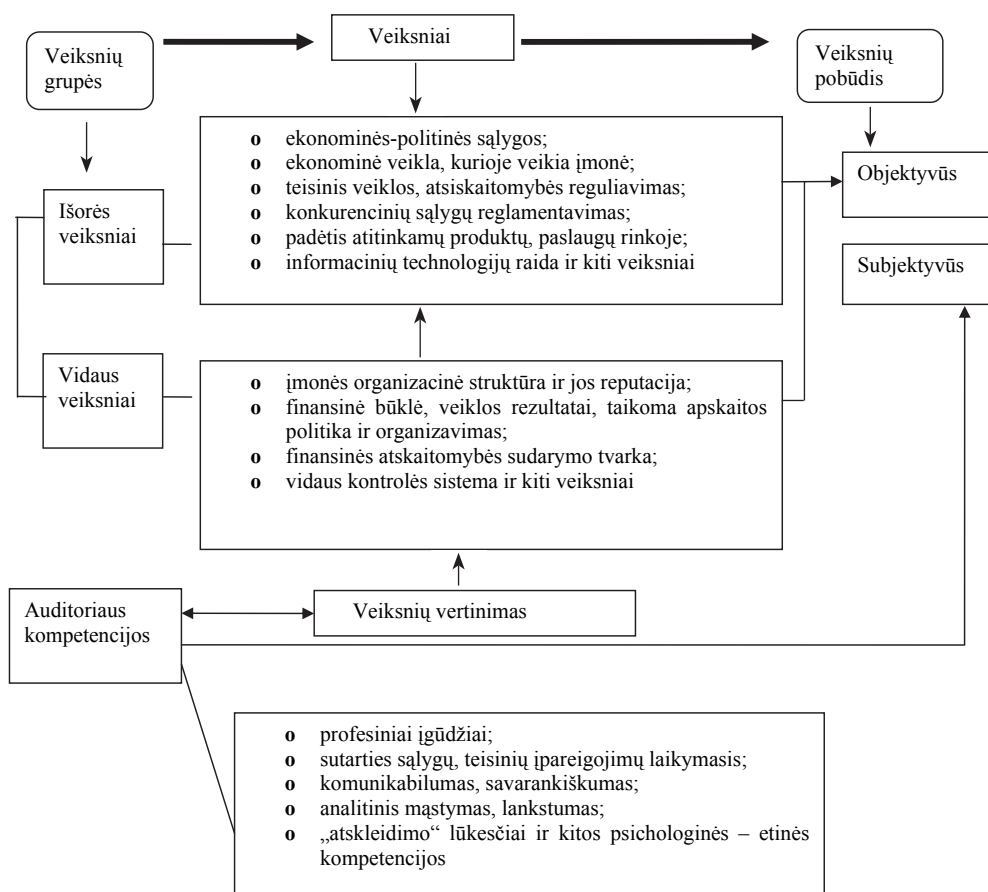 Veiksnių
grupės
Veiksniai
Veiksnių
pobūdis
o ekonominės-politinės sąlygos;
o ekonominė veikla, kurioje veikia įmonė;
o teisinis veiklos, atsiskaitomybės reguliavimas;
o konkurencinių sąlygų reglamentavimas;
o padėtis atitinkamų produktų, paslaugų rinkoje;
o informacinių technologijų raida ir kiti veiksniai
Objektyvūs
Išorės
veiksniai
Subjektyvūs
Vidaus
veiksniai
o įmonės organizacinė struktūra ir jos reputacija;
o finansinė būklė, veiklos rezultatai, taikoma apskaitos
politika ir organizavimas;
o finansinės atskaitomybės sudarymo tvarka;
o vidaus kontrolės sistema ir kiti veiksniai
Auditoriaus
kompetencijos
Veiksnių vertinimas
o profesiniai įgūdžiai;
o sutarties sąlygų, teisinių įpareigojimų laikymasis;
o komunikabilumas, savarankiškumas;
o analitinis mąstymas, lankstumas;
o „atskleidimo“ lūkesčiai ir kitos psichologinės – etinės
kompetencijos